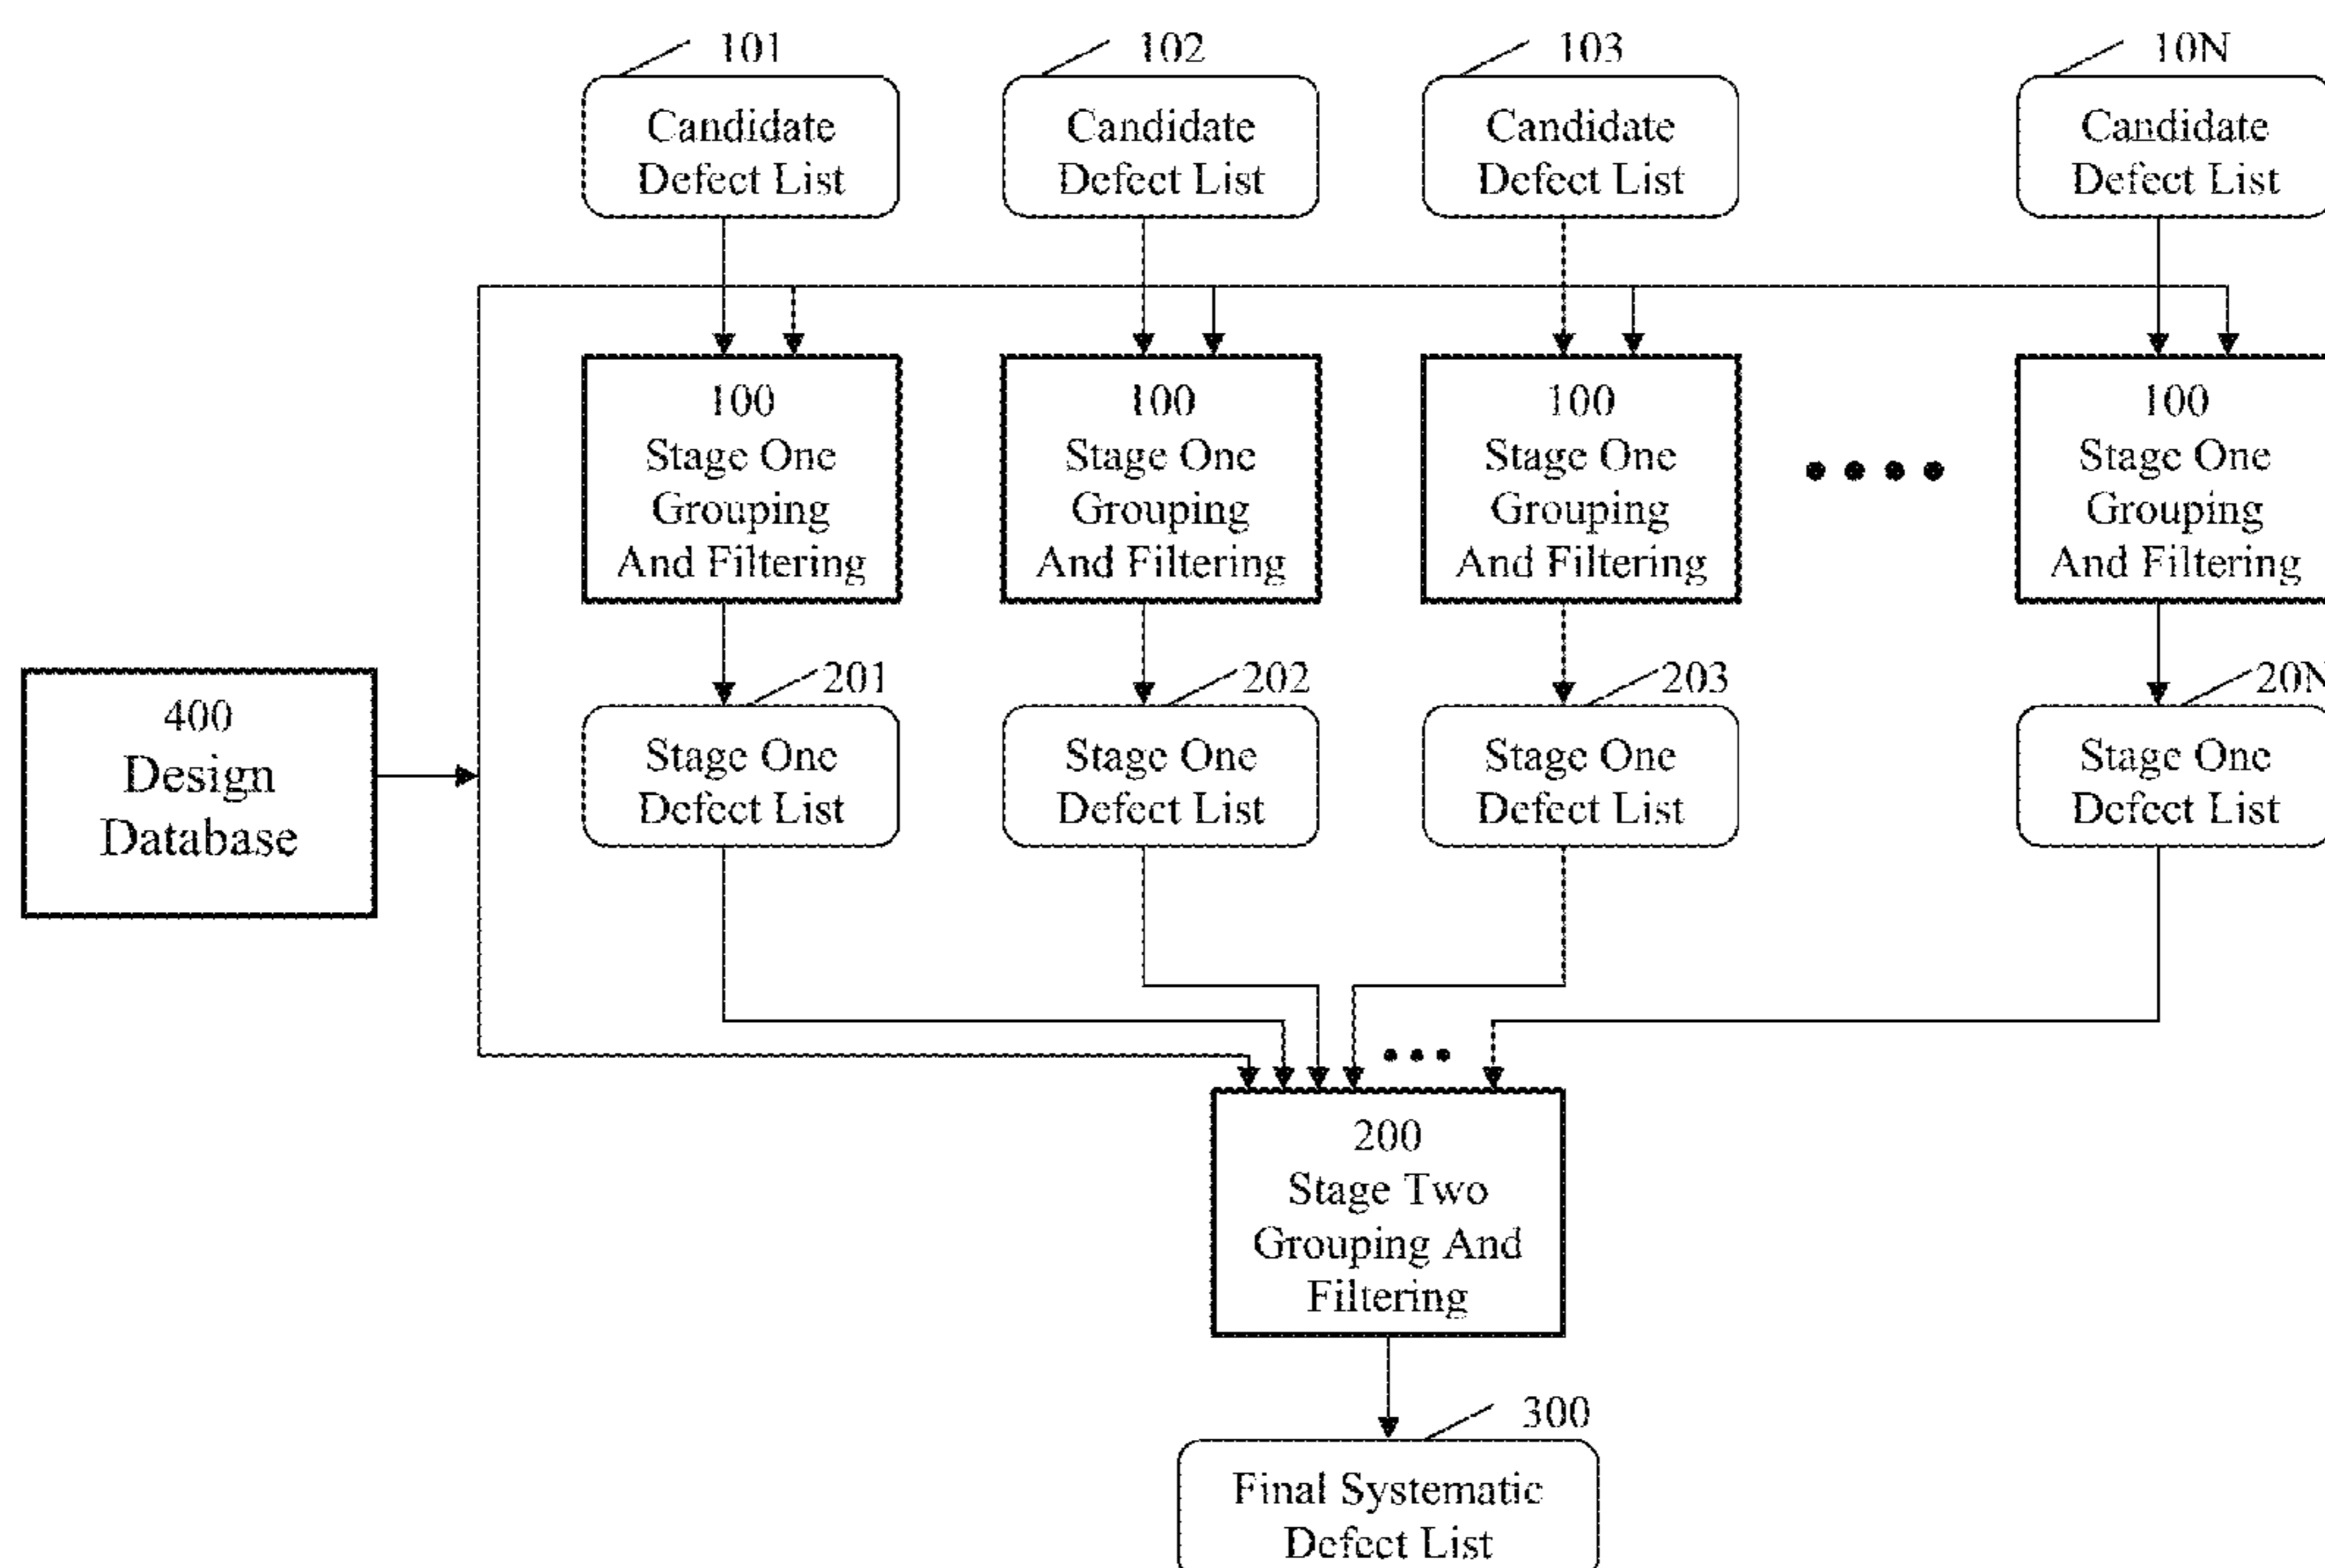 101
102
103
10N
Candidate
Defect List
Candidate
Defect List
Candidate
Defect List
Candidate
Defect List
100
Stage One
Grouping
And Filtering
100
Stage One
Grouping
And Filtering
100
Stage One
Grouping
And Filtering
100
Stage One
Grouping
And Filtering
201
202
203
20N
400
Design
Database
Stage One
Defect List
Stage One
Defect List
Stage One
Defect List
Stage One
Defect List
200
Stage Two
Grouping And
Filtering
300
Final Systematic
Defect List